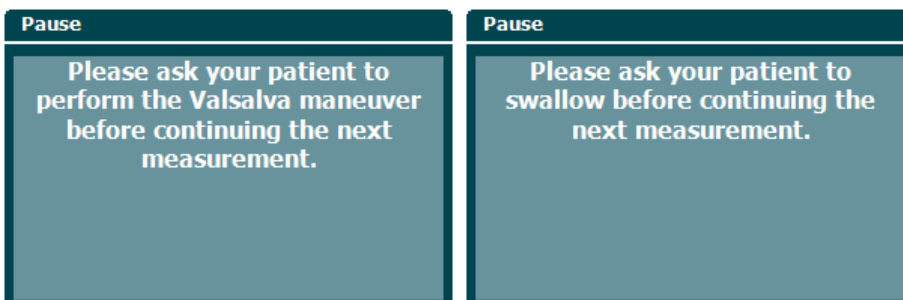 Pause
Please ask your patient to
perform the Valsalva maneuver
before continuing the next
measurement.
Pause
Please ask your patient to
swallow before continuing the
next measurement.